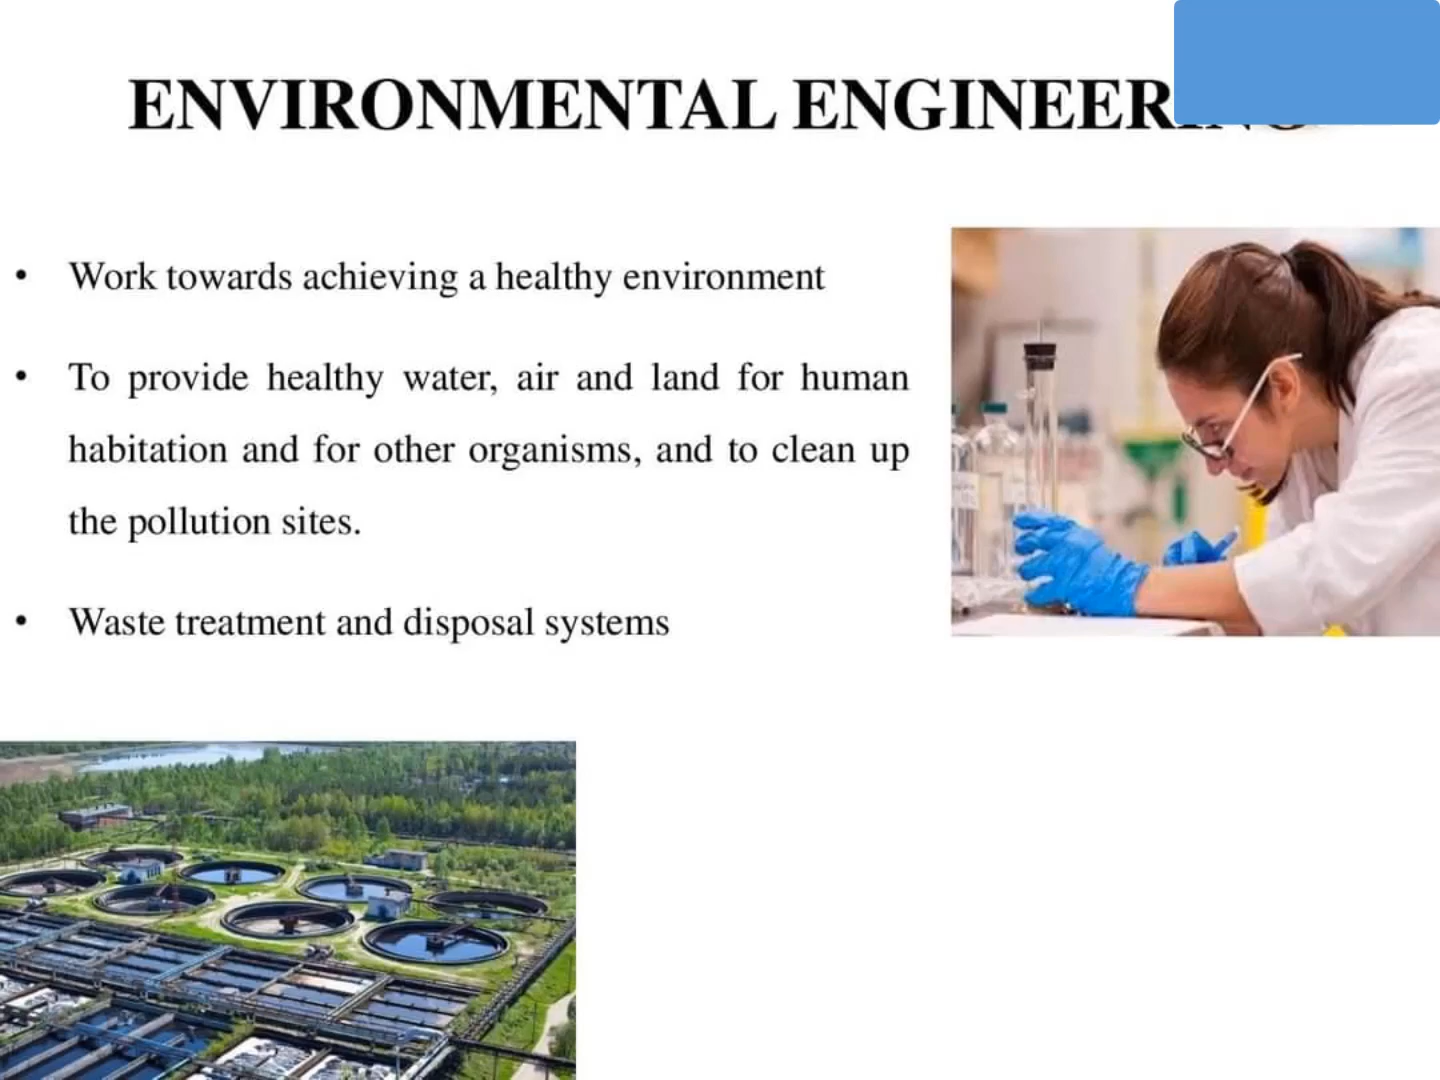 ENVIRONMENTAL ENGINEERING
• Work towards achieving a healthy environment
• To provide healthy water, air and land for human
habitation and for other organisms, and to clean up
the pollution sites.
• Waste treatment and disposal systems